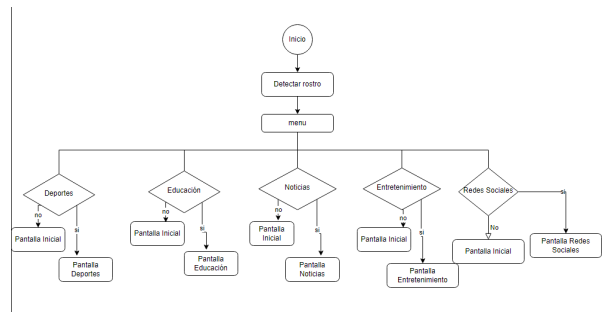 Inicio
Detectar rostro
menu
Deportes
Educación
Noticias
Entretenimiento
Redes Sociales
no
si
no
si
no
si
no
si
No
si
Pantalla Inicial
Pantalla
Deportes
Pantalla Inicial
Pantalla
Educación
Pantalla
Inicial
Pantalla
Noticias
Pantalla Inicial
Pantalla
Entretenimiento
Pantalla Inicial
Pantalla Redes
Sociales